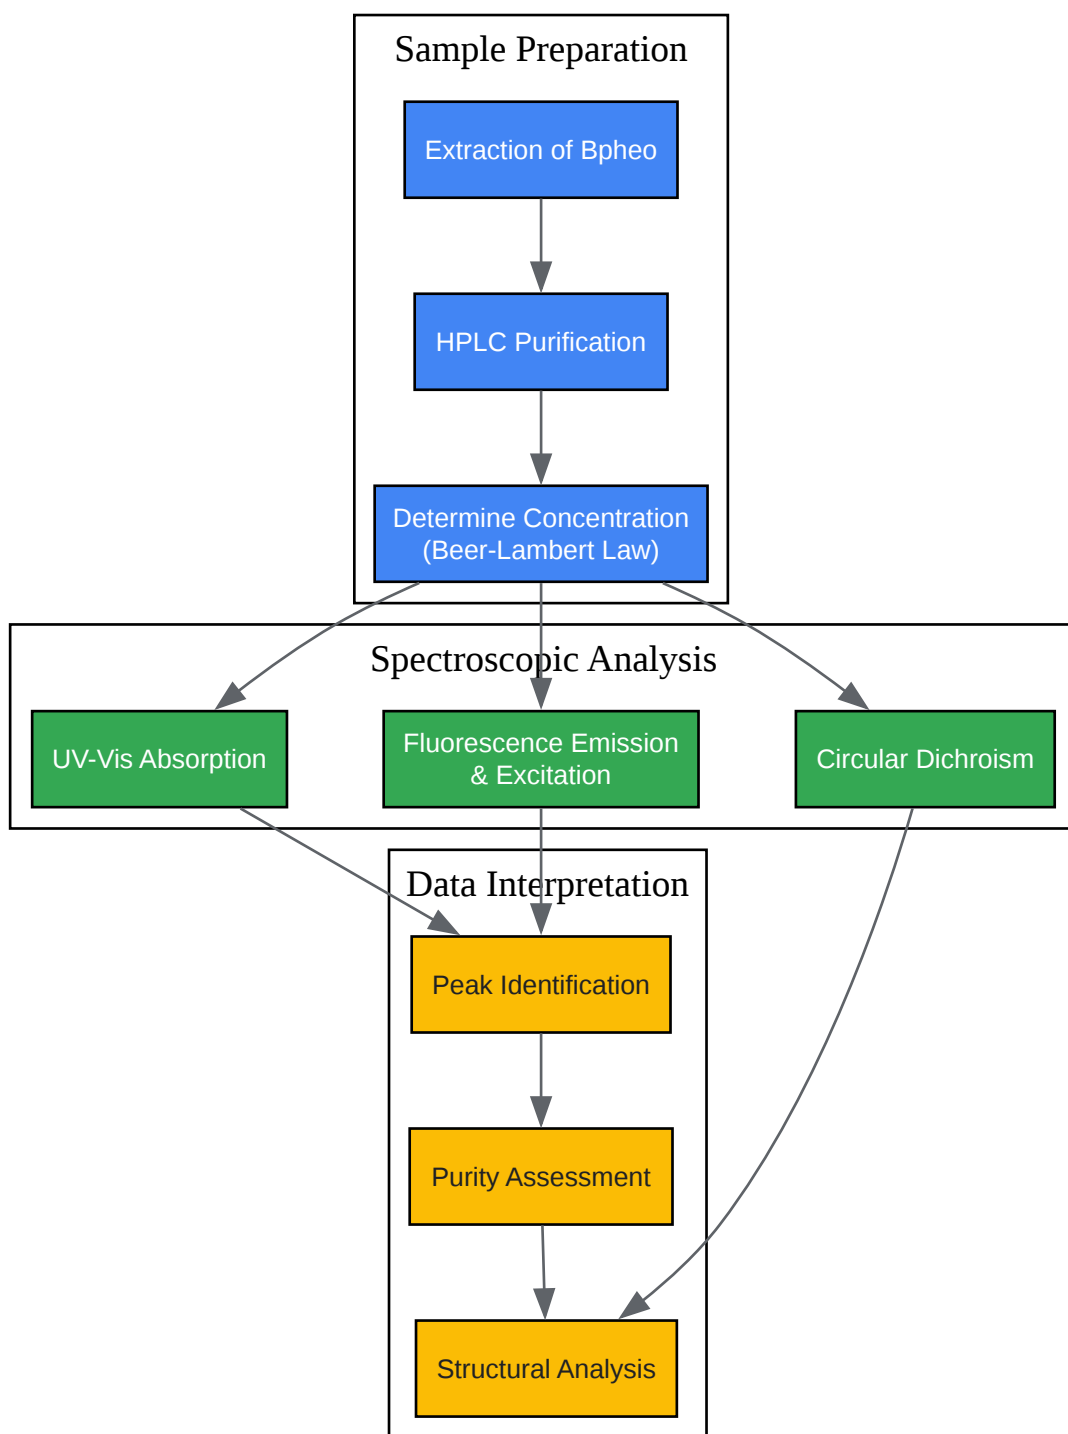 Sample Preparation
Extraction of Bpheo
HPLC Purification
Determine Concentration
(Beer-Lambert Law)
Spectroscopic Analysis
UV-Vis Absorption
Fluorescence Emission
& Excitation
Circular Dichroism
Data Interpretation
Peak Identification
Purity Assessment
Structural Analysis